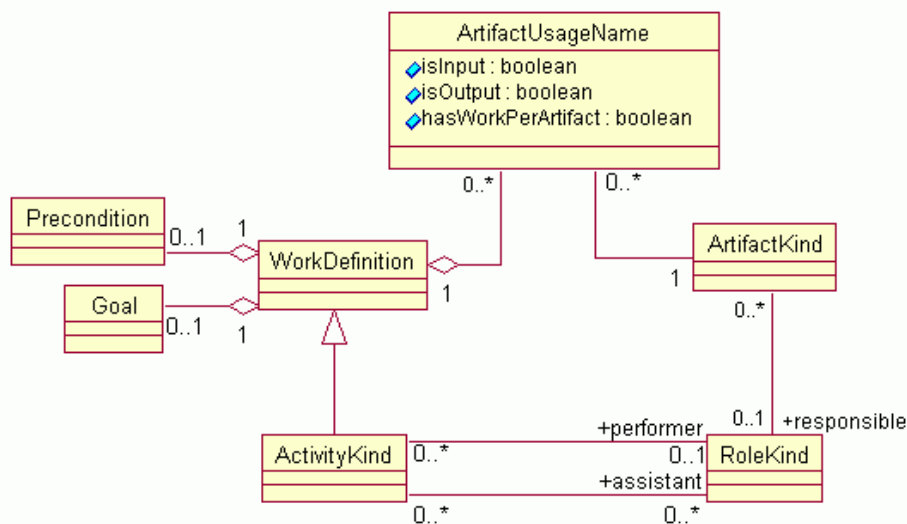 ArtifactUsageName
isInput : boolean
isOutput : boolean
hasWorkPerArtifact : boolean
0..*
0..*
Precondition
0..1
1
WorkDefinition
1
ArtifactKind
1
0..*
Goal
0..1
1
0..1
+responsible
ActivityKind
0..*
+performer
0..1
RoleKind
+assistant
0..*
0..*